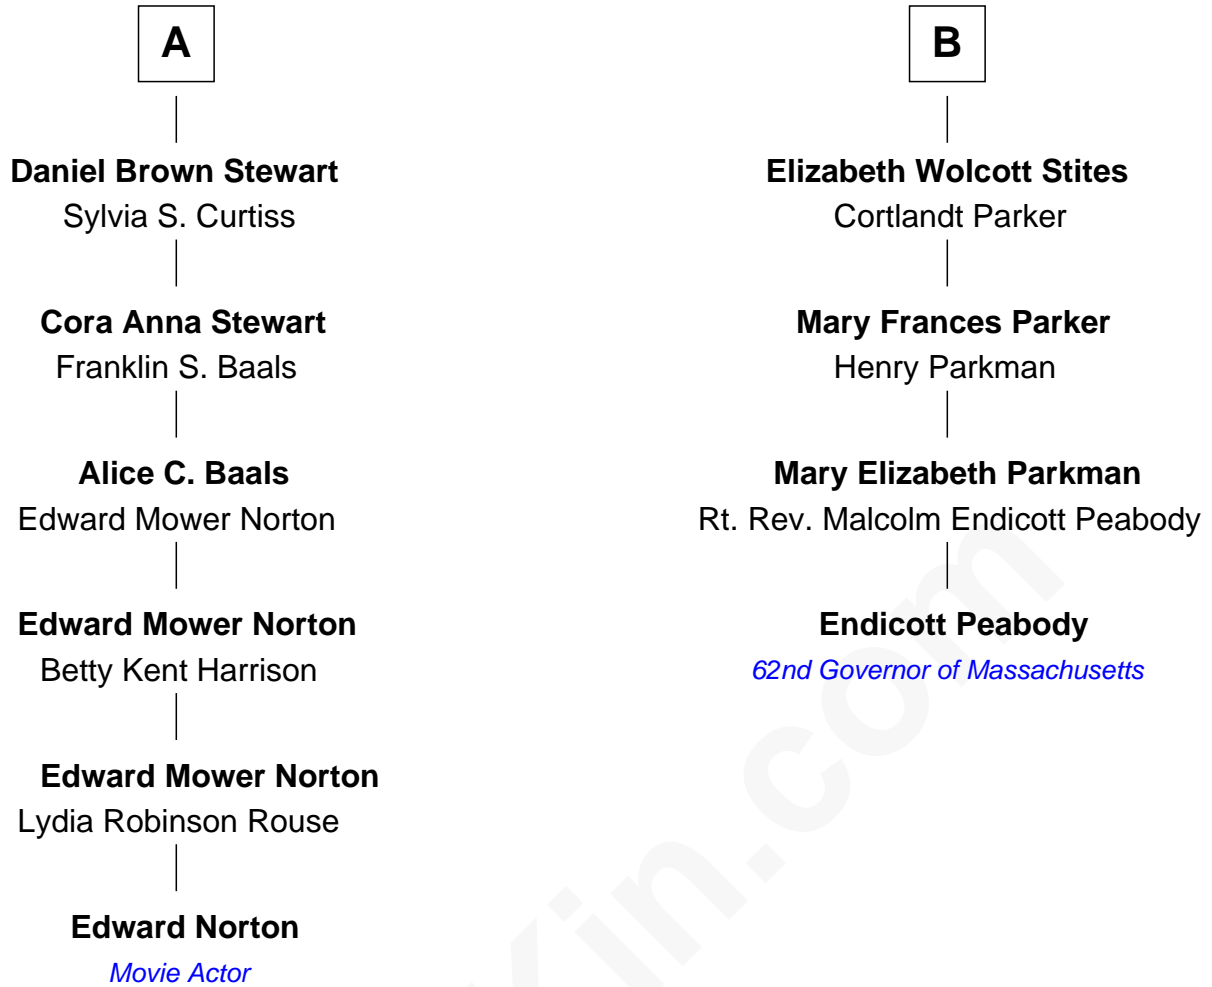 A
Daniel Brown Stewart
Sylvia S. Curtiss
Cora Anna Stewart
Franklin S. Baals
Alice C. Baals
Edward Mower Norton
Edward Mower Norton
Betty Kent Harrison
Edward Mower Norton
Lydia Robinson Rouse
Edward Norton
Movie Actor
B
Elizabeth Wolcott Stites
Cortlandt Parker
Mary Frances Parker
Henry Parkman
Mary Elizabeth Parkman
Rt. Rev. Malcolm Endicott Peabody
Endicott Peabody
62nd Governor of Massachusetts
Kin.com